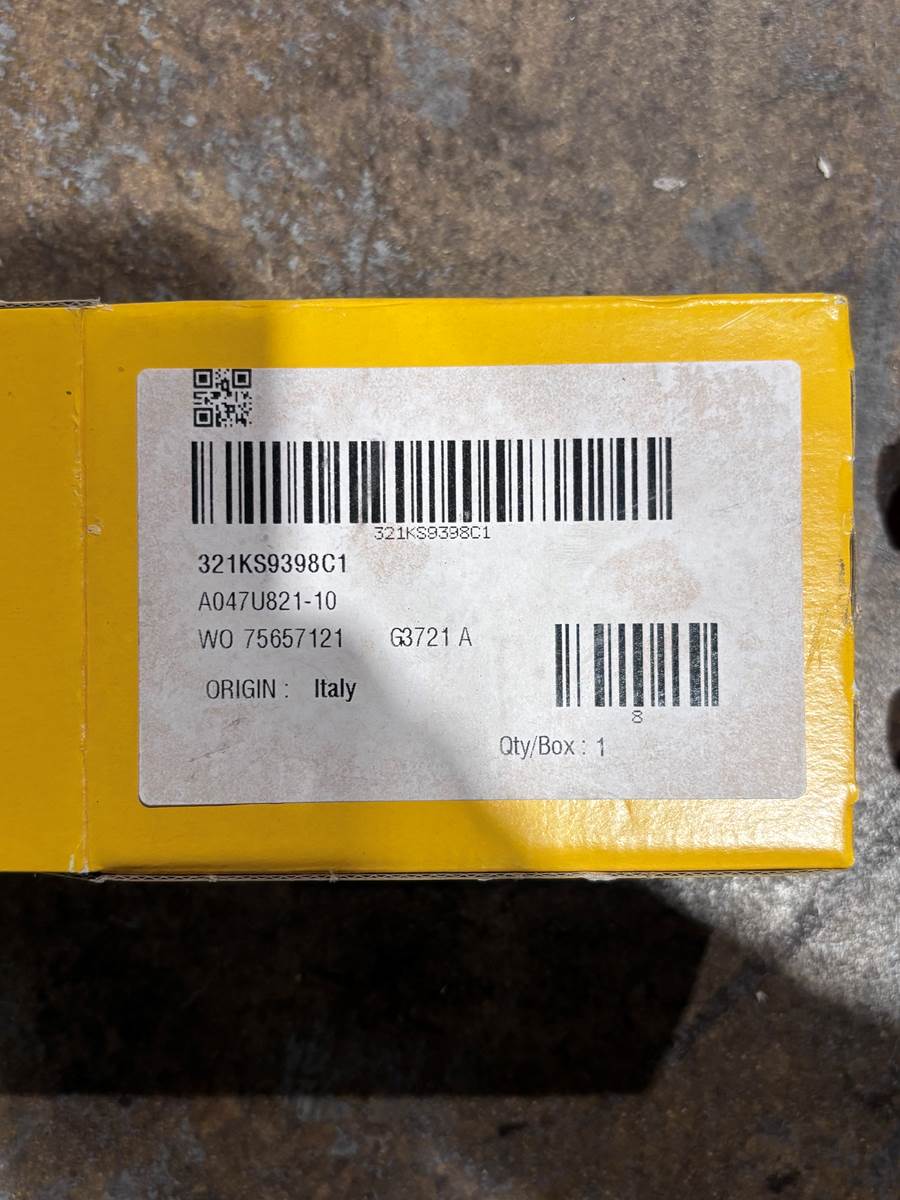 321KS9398C1
321KS9398C1
A047U821-10
WO 75657121 G3721 A
ORIGIN : Italy
8
Qty/Box : 1